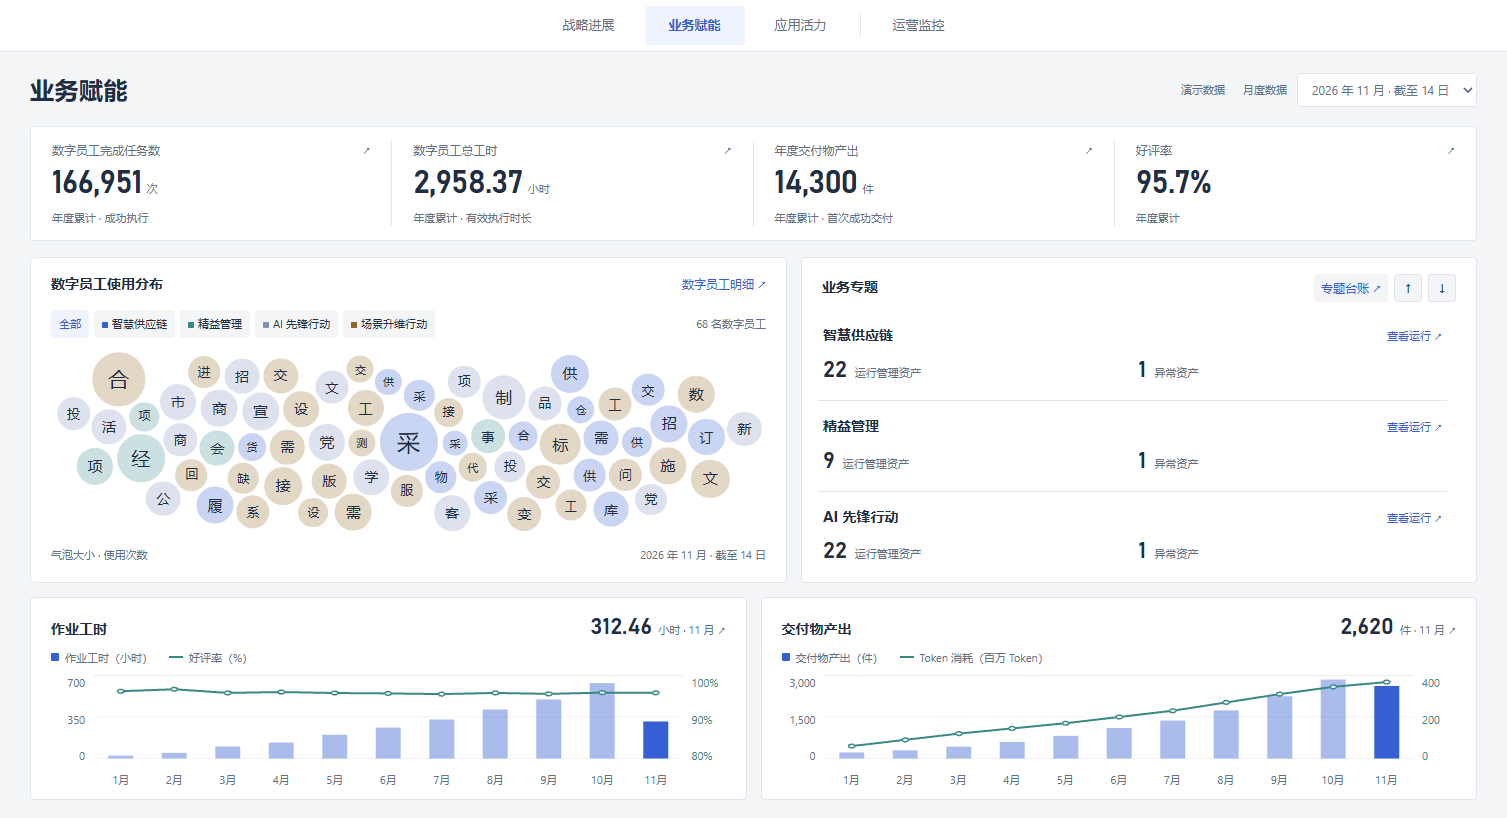 战略进展 业务赋能 应用活力 运营监控
业务赋能
演示数据 月度数据 2026 年 11 月 · 截至 14 日
数字员工完成任务数 ↗
166,951 次
年度累计 · 成功执行
数字员工总工时 ↗
2,958.37 小时
年度累计 · 有效执行时长
年度交付物产出 ↗
14,300 件
年度累计 · 首次成功交付
好评率 ↗
95.7%
年度累计
数字员工使用分布 数字员工明细 ↗
全部 智慧供应链 精益管理 AI 先锋行动 场景升维行动 68 名数字员工
合 进 招 交 文 交 供 采 项 制 品 供 仓 工 交 数
投 活 项 市 商 宣 设 工 接 招 新
商 会 货 需 党 测 采 采 事 合 标 需 供 订
项 经 回 缺 接 版 学 服 物 代 投 交 供 问 施 文
公 履 系 设 需 客 采 变 工 库 党
气泡大小 · 使用次数 2026 年 11 月 · 截至 14 日
业务专题 专题台账 ↗ ↑ ↓
智慧供应链 查看运行 ↗
22 运行管理资产 1 异常资产
精益管理 查看运行 ↗
9 运行管理资产 1 异常资产
AI 先锋行动 查看运行 ↗
22 运行管理资产 1 异常资产
作业工时 312.46 小时 · 11 月 ↗
作业工时（小时） 好评率（%）
700 100%
350 90%
0 80%
1月 2月 3月 4月 5月 6月 7月 8月 9月 10月 11月
交付物产出 2,620 件 · 11 月 ↗
交付物产出（件） Token 消耗（百万 Token）
3,000 400
1,500 200
0 0
1月 2月 3月 4月 5月 6月 7月 8月 9月 10月 11月